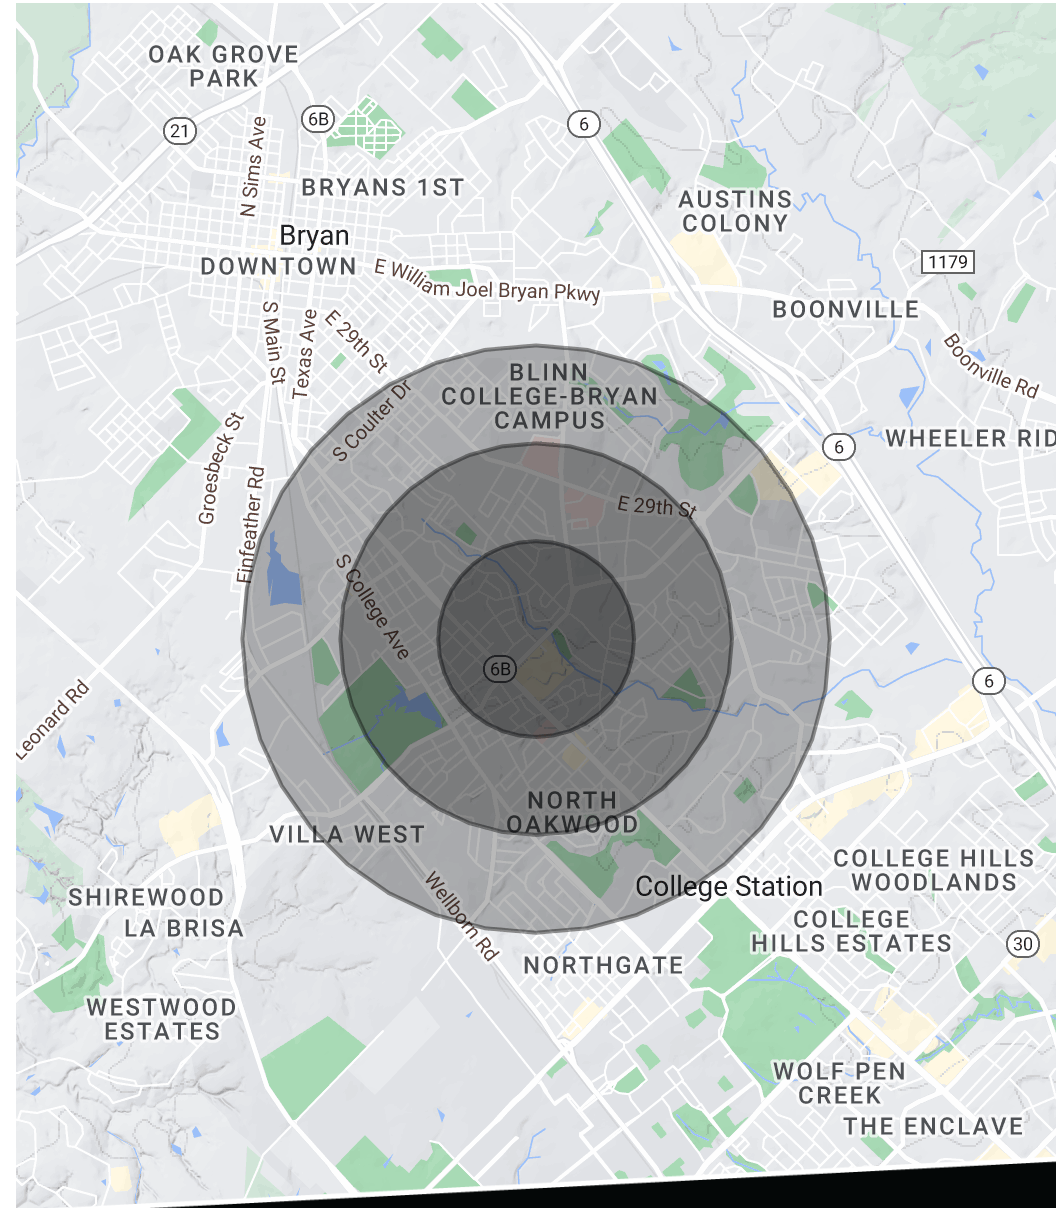 OAK GROVE
PARK
6B
21
6
N Sims Ave
BRYANS 1ST
AUSTINS
COLONY
Bryan
DOWNTOWN
E William Joel Bryan Pkwy
1179
BOONVILLE
S Main St
Texas Ave
E 29th St
Boonville Rd
BLINN
COLLEGE-BRYAN
CAMPUS
S Coulter Dr
Groesbeck St
Finfeather Rd
6
WHEELER RID
E 29th St
S College Ave
6B
6
Leonard Rd
NORTH
OAKWOOD
VILLA WEST
Wellborn Rd
College Station
COLLEGE HILLS
WOODLANDS
SHIREWOOD
LA BRISA
COLLEGE
HILLS ESTATES
30
NORTHGATE
WESTWOOD
ESTATES
WOLF PEN
CREEK
THE ENCLAVE